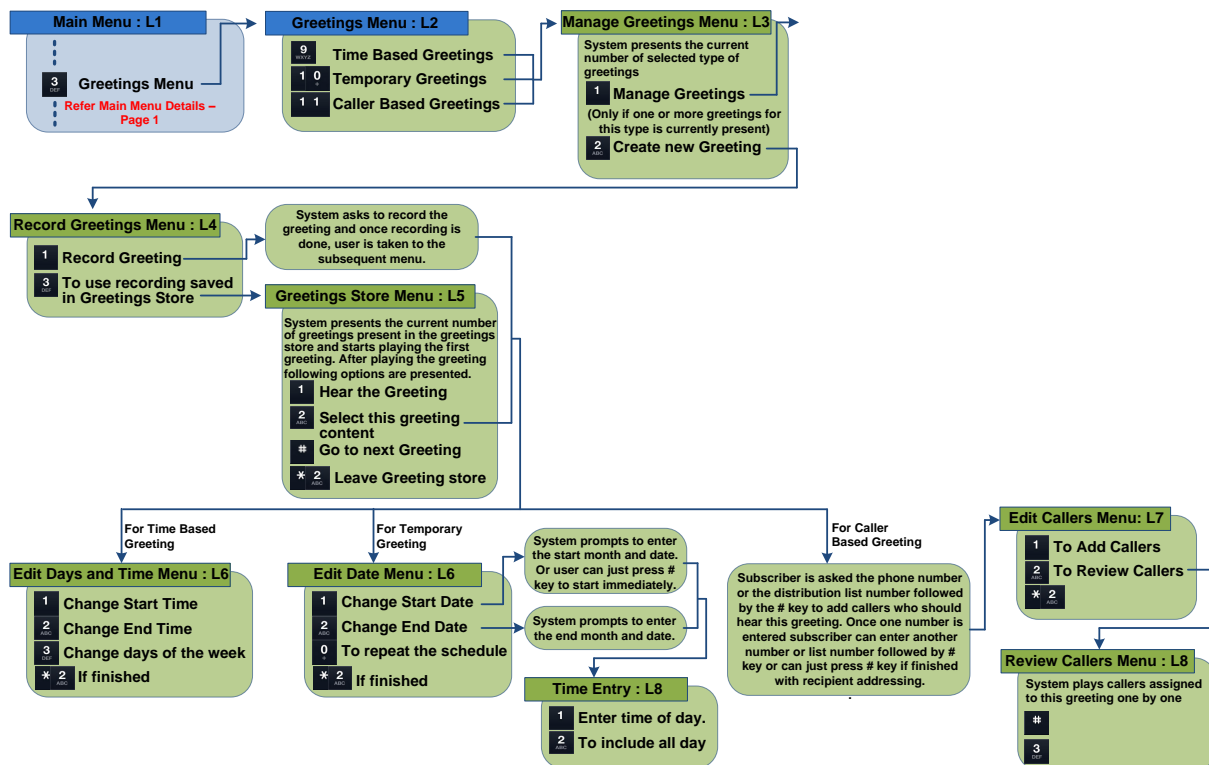 Main Menu : L1
3
DEF
Greetings Menu
Refer Main Menu Details –
Page 1
Greetings Menu : L2
9
WXYZ
Time Based Greetings
1 0
+
Temporary Greetings
1 1
Caller Based Greetings
Manage Greetings Menu : L3
System presents the current
number of selected type of
greetings
1
Manage Greetings
(Only if one or more greetings for
this type is currently present)
2
ABC
Create new Greeting
Record Greetings Menu : L4
1
Record Greeting
3
DEF
To use recording saved
in Greetings Store
System asks to record the
greeting and once recording is
done, user is taken to the
subsequent menu.
Greetings Store Menu : L5
System presents the current number
of greetings present in the greetings
store and starts playing the first
greeting. After playing the greeting
following options are presented.
1
Hear the Greeting
2
ABC
Select this greeting
content
#
Go to next Greeting
* 2
ABC
Leave Greeting store
For Time Based
Greeting
Edit Days and Time Menu : L6
1
Change Start Time
2
ABC
Change End Time
3
DEF
Change days of the week
* 2
ABC
If finished
For Temporary
Greeting
Edit Date Menu : L6
1
Change Start Date
2
ABC
Change End Date
0
+
To repeat the schedule
* 2
ABC
If finished
System prompts to enter
the start month and date.
Or user can just press #
key to start immediately.
System prompts to enter
the end month and date.
Time Entry : L8
1
Enter time of day.
2
ABC
To include all day
For Caller
Based Greeting
Subscriber is asked the phone number
or the distribution list number followed
by the # key to add callers who should
hear this greeting. Once one number is
entered subscriber can enter another
number or list number followed by #
key or can just press # key if finished
with recipient addressing.
.
Edit Callers Menu: L7
1
To Add Callers
2
ABC
To Review Callers
* 2
ABC
Review Callers Menu : L8
System plays callers assigned
to this greeting one by one
#
3
DEF